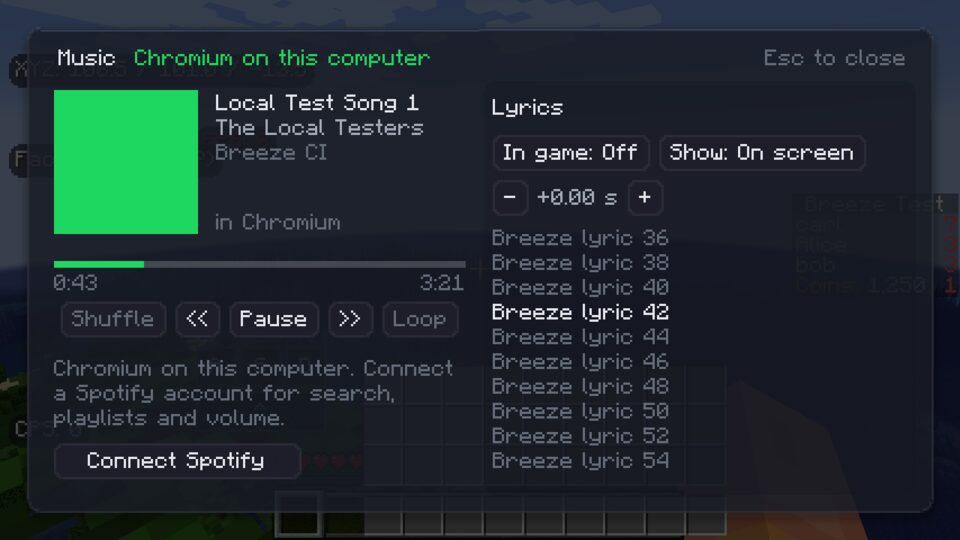 Music Chromium on this computer
Esc to close
Local Test Song 1
The Local Testers
Breeze CI
in Chromium
0:43
3:21
Shuffle
<<
Pause
>>
Loop
Chromium on this computer. Connect
a Spotify account for search,
playlists and volume.
Connect Spotify
Lyrics
In game: Off
Show: On screen
-
+0.00 s
+
Breeze lyric 36
Breeze lyric 38
Breeze lyric 40
Breeze lyric 42
Breeze lyric 44
Breeze lyric 46
Breeze lyric 48
Breeze lyric 50
Breeze lyric 52
Breeze lyric 54
Breeze Test
carl
Alice
bob
Coins: 1,250